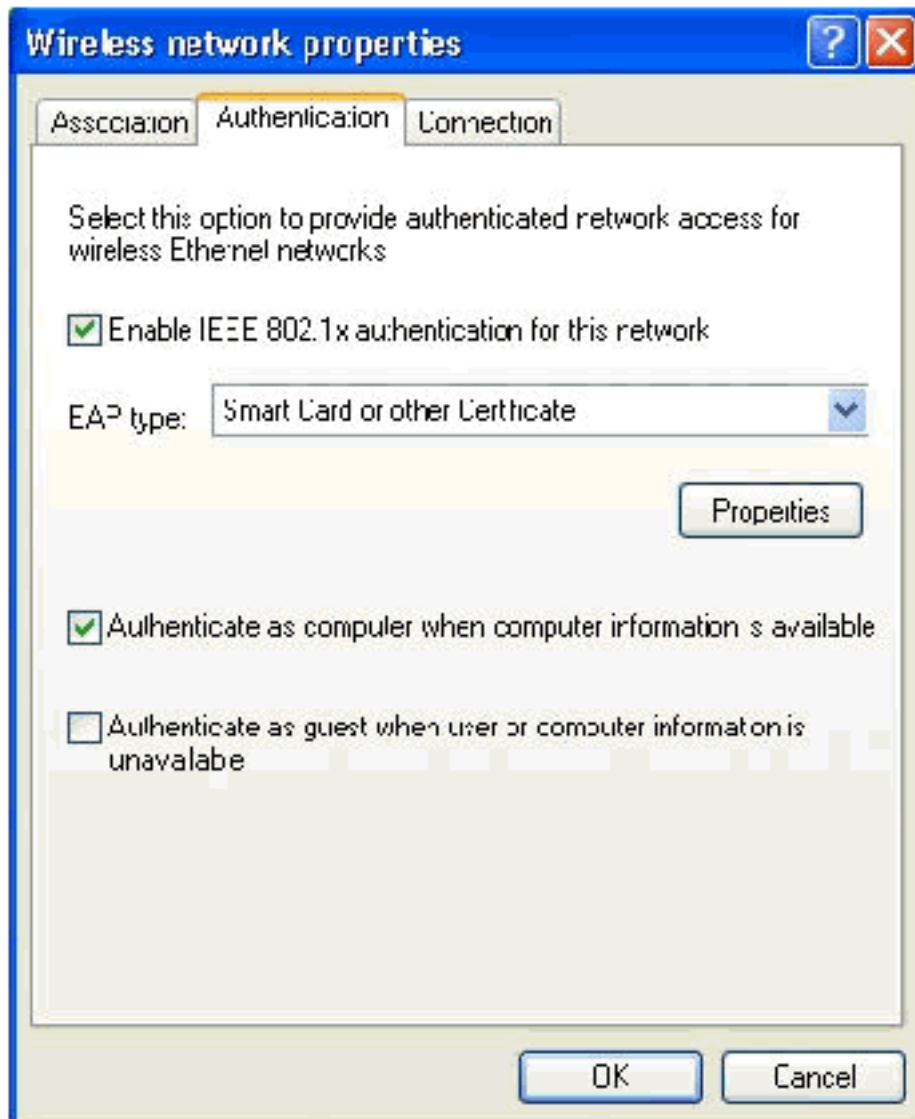 Wireless network properties
Association Authentication Connection
Select this option to provide authenticated network access for
wireless Ethernet networks
Enable IEEE 802.1x authentication for this network
EAP type: Smart Card or other Certificate
Properties
Authenticate as computer when computer information is available
Authenticate as guest when user or computer information is
unavailable
OK Cancel